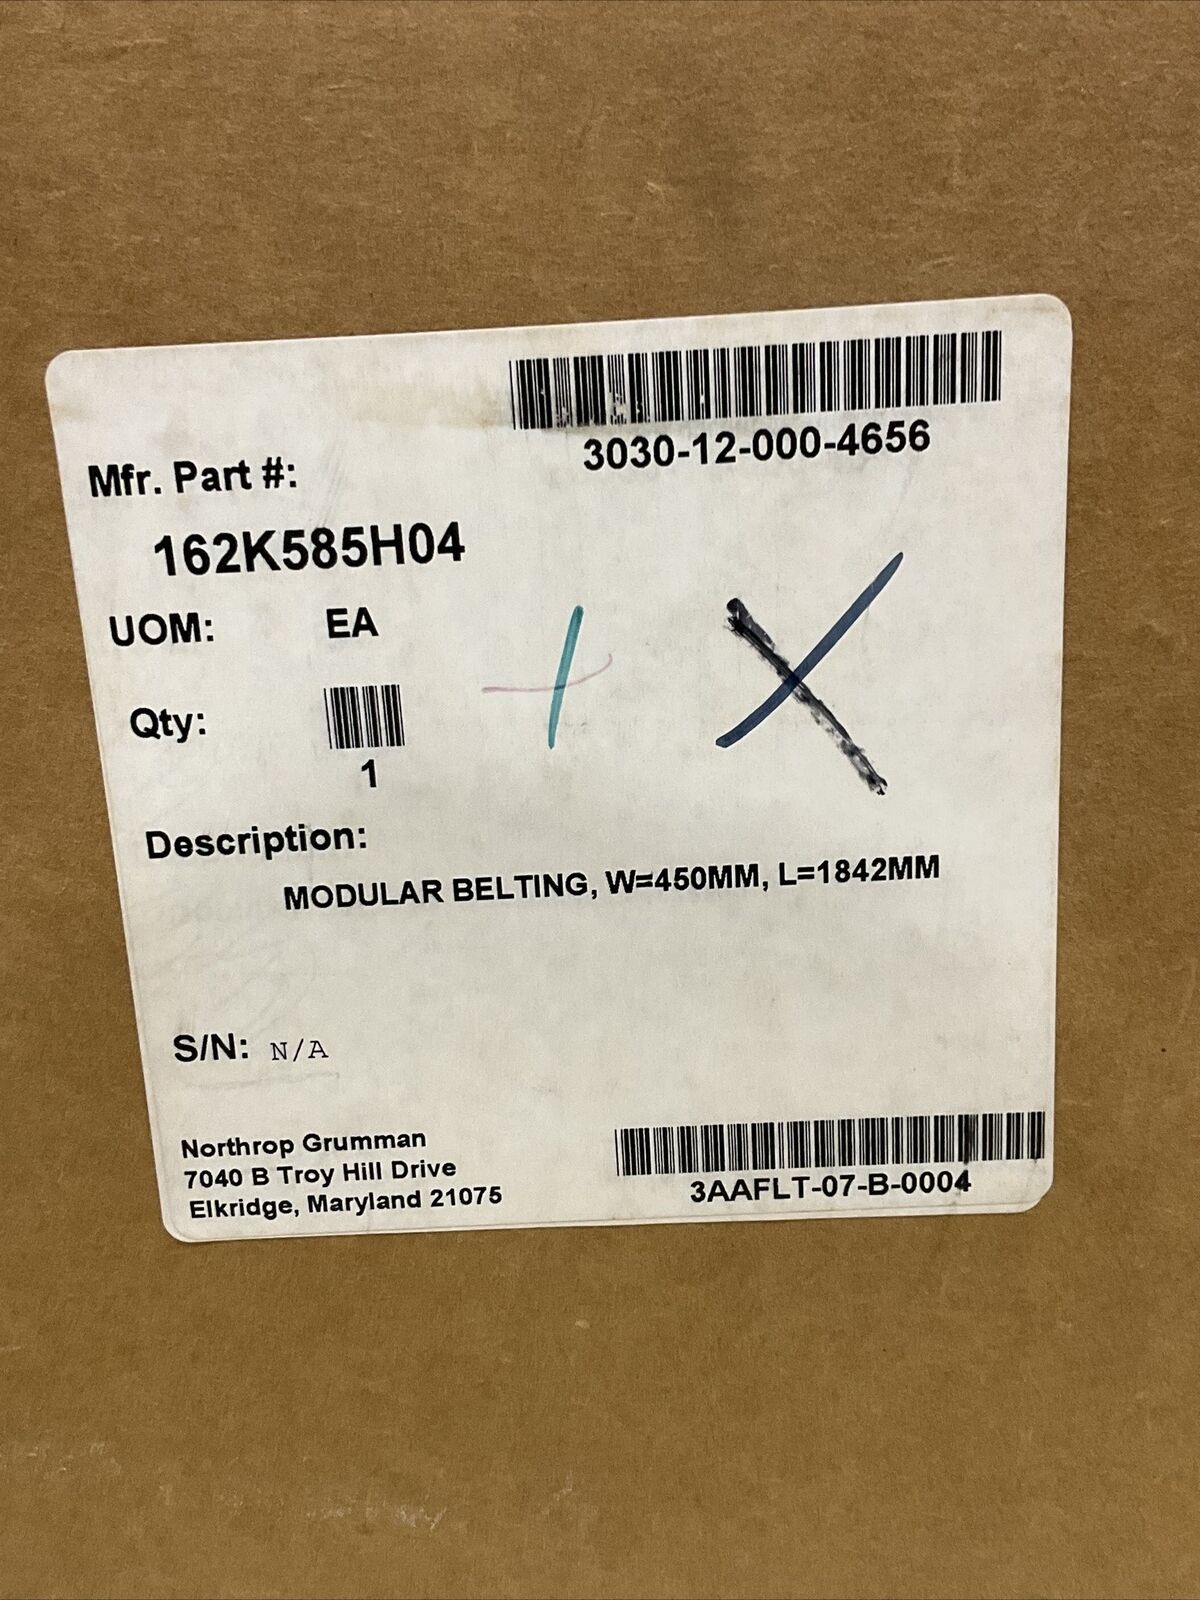 3030-12-000-4656
Mfr. Part #:
162K585H04
UOM: EA
Qty:
1
Description:
MODULAR BELTING, W=450MM, L=1842MM
S/N: N/A
Northrop Grumman
7040 B Troy Hill Drive
Elkridge, Maryland 21075
3AAFLT-07-B-0004